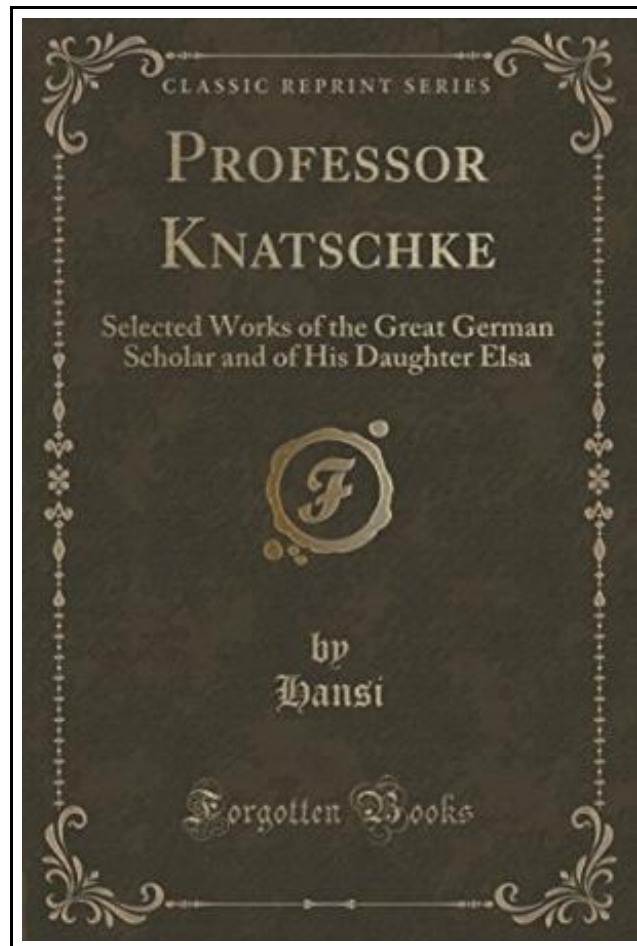 CLASSIC REPRINT SERIES
PROFESSOR
KNATSCHKE
Selected Works of the Great German
Scholar and of His Daughter Elsa
F
by
Hansi
Forgotten Books